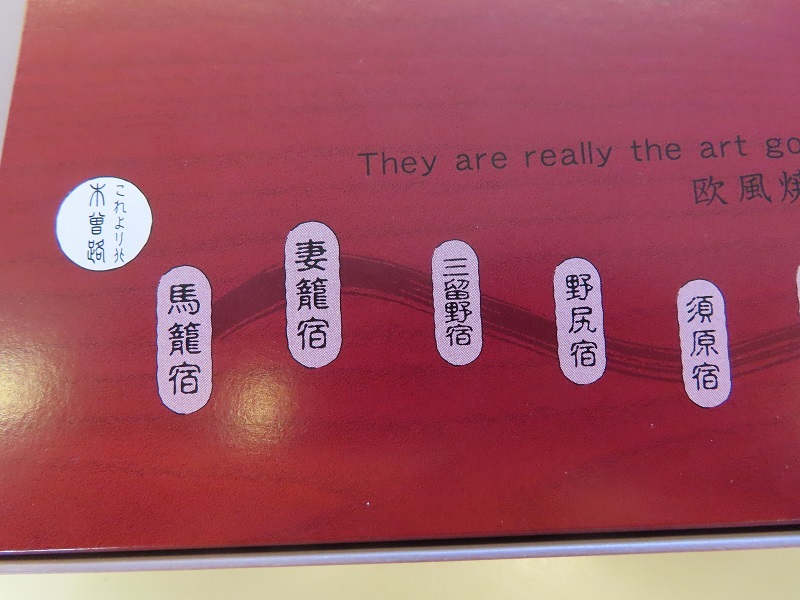 They are really the art go
欧風焼
これより北
木曽路
馬籠宿
妻籠宿
三留野宿
野尻宿
須原宿